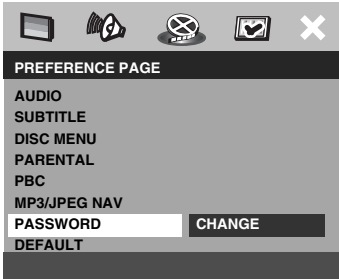 PREFERENCE PAGE
AUDIO
SUBTITLE
DISC MENU
PARENTAL
PBC
MP3/JPEG NAV
PASSWORD CHANGE
DEFAULT